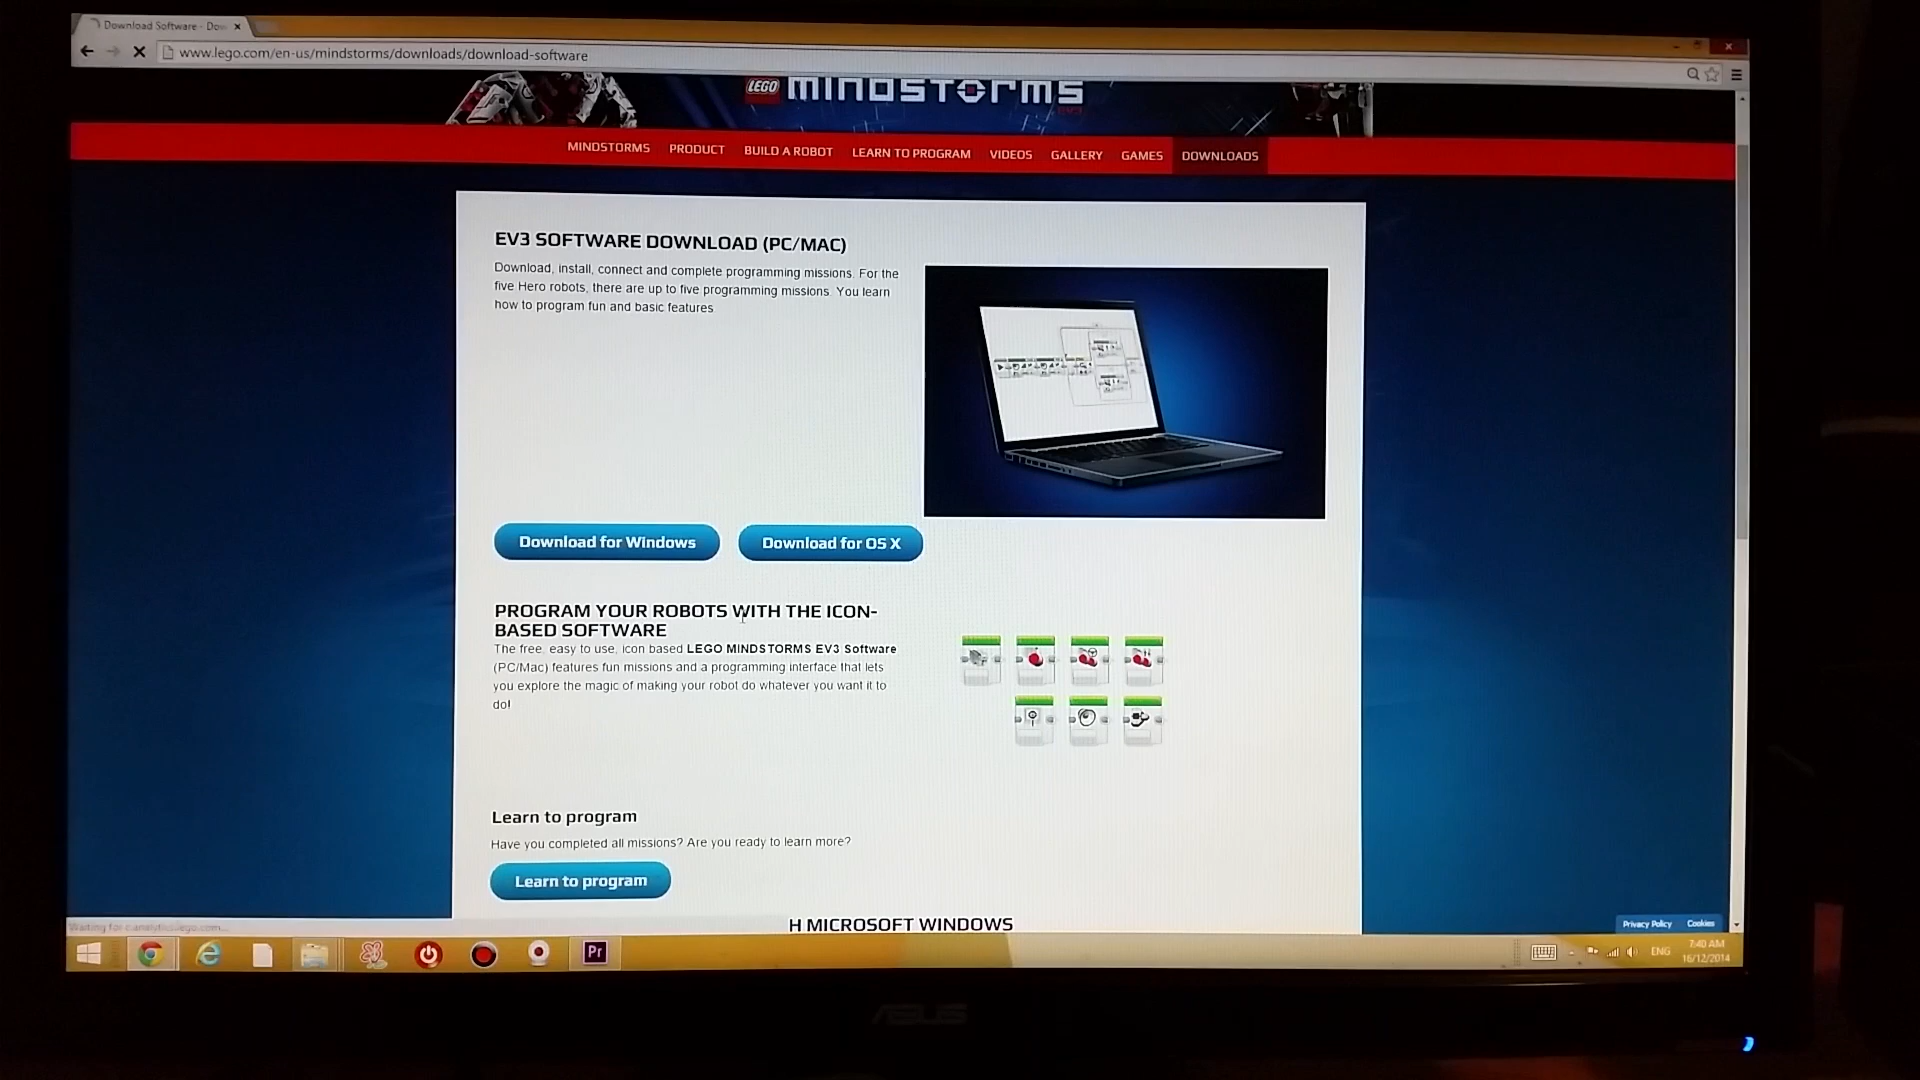 Download Software - Dow
www.lego.com/en-us/mindstorms/downloads/download-software
LEGO MINDSTORMS
MINDSTORMS PRODUCT BUILD A ROBOT LEARN TO PROGRAM VIDEOS GALLERY GAMES DOWNLOADS
EV3 SOFTWARE DOWNLOAD (PC/MAC)
Download, install, connect and complete programming missions. For the
five Hero robots, there are up to five programming missions. You learn
how to program fun and basic features
Download for Windows Download for OS X
PROGRAM YOUR ROBOTS WITH THE ICON-
BASED SOFTWARE
The free, easy to use, icon based LEGO MINDSTORMS EV3 Software
(PC/Mac) features fun missions and a programming interface that lets
you explore the magic of making your robot do whatever you want it to
do!
Learn to program
Have you completed all missions? Are you ready to learn more?
Learn to program
H MICROSOFT WINDOWS
Privacy Policy Cookies
Pr
ENG
7:40 AM
16/12/2014
ASUS